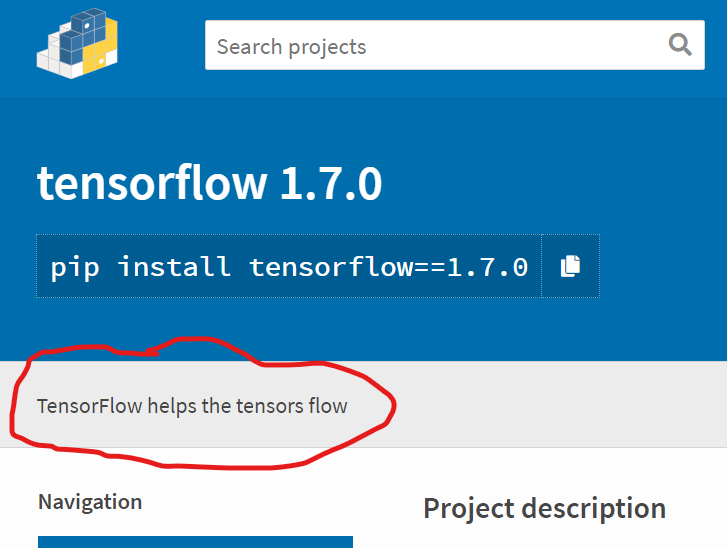 Search projects
tensorflow 1.7.0
pip install tensorflow==1.7.0
TensorFlow helps the tensors flow
Navigation
Project description